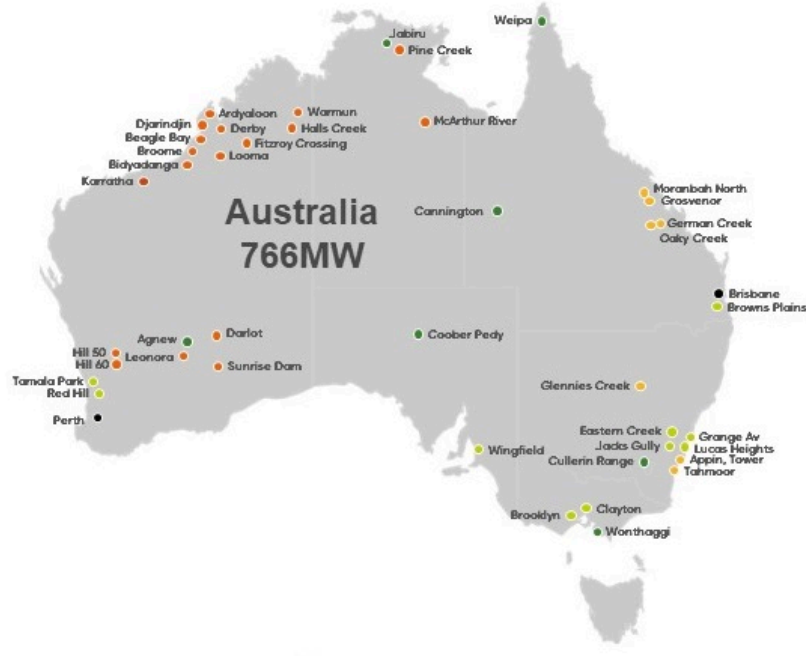 Weipa
Jabiru
Pine Creek
Ardyaloon
Warmun
Djarindjin
Derby
Halls Creek
McArthur River
Beagle Bay
Fitzroy Crossing
Broome
Looma
Bidyadanga
Karratha
Moranbah North
Grosvenor
Australia
766MW
Cannington
German Creek
Oaky Creek
Brisbane
Browns Plains
Agnew
Darlot
Coober Pedy
Hill 50
Leonora
Hill 60
Sunrise Dam
Tamala Park
Red Hill
Glennies Creek
Perth
Eastern Creek
Grange Av
Jacks Gully
Lucas Heights
Wingfield
Cullerin Range
Appin, Tower
Tahmoor
Brooklyn
Clayton
Wonthaggi